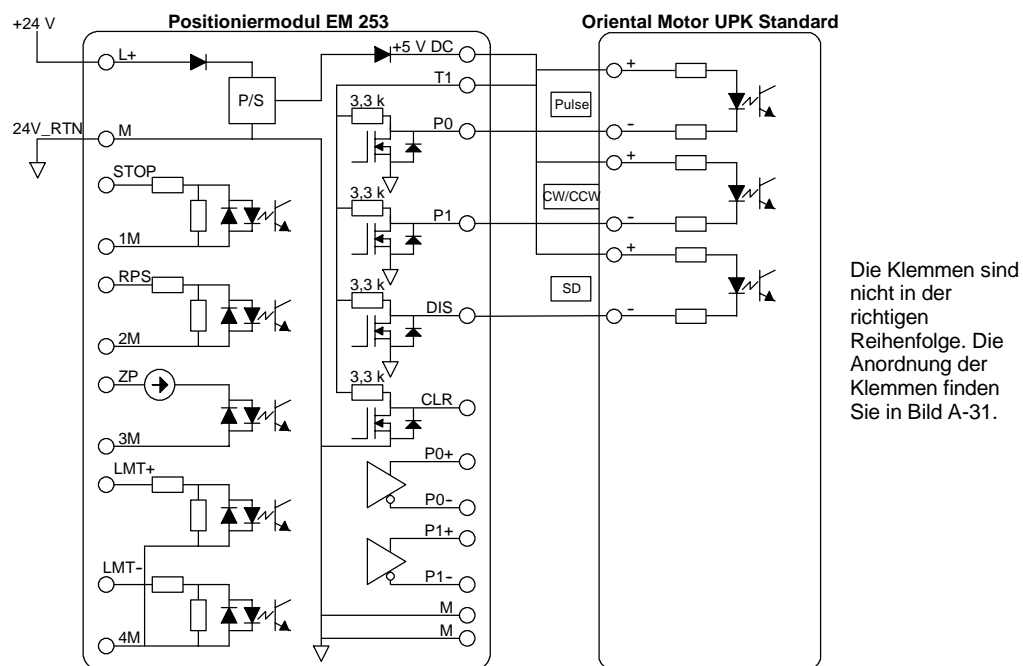 Positioniermodul EM 253
Oriental Motor UPK Standard
+24 V
L+
+5 V DC
+
T1
P/S
3,3 k
Pulse
24V_RTN
M
P0
-
STOP
+
3,3 k
CW/CCW
1M
P1
-
RPS
+
3,3 k
SD
2M
DIS
-
ZP
3,3 k
CLR
3M
P0+
LMT+
P0-
P1+
LMT-
P1-
M
4M
M
Die Klemmen sind
nicht in der
richtigen
Reihenfolge. Die
Anordnung der
Klemmen finden
Sie in Bild A-31.